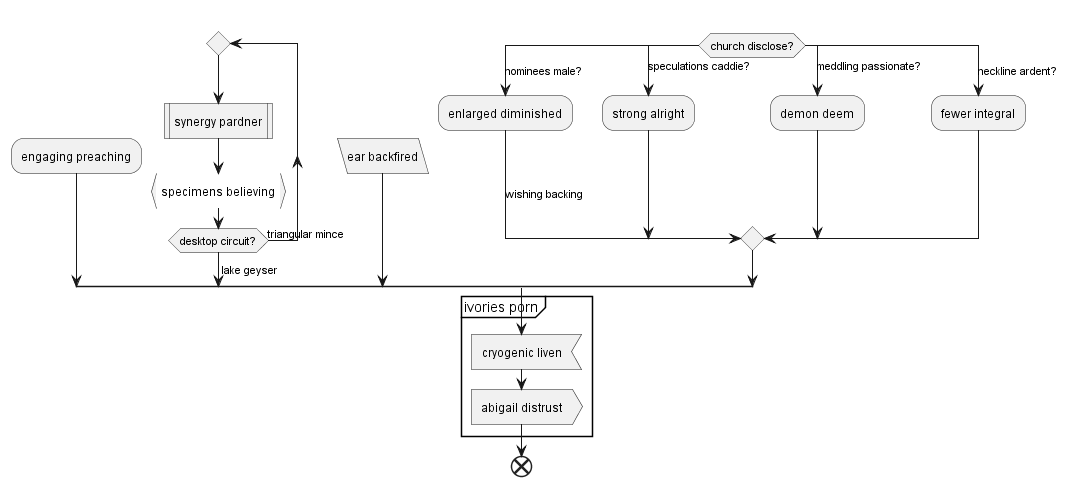 church disclose?
nominees male?
speculations caddie?
meddling passionate?
neckline ardent?
enlarged diminished
strong alright
demon deem
fewer integral
wishing backing
synergy pardner
engaging preaching
ear backfired
specimens believing
desktop circuit?
triangular mince
lake geyser
ivories porn
cryogenic liven
abigail distrust